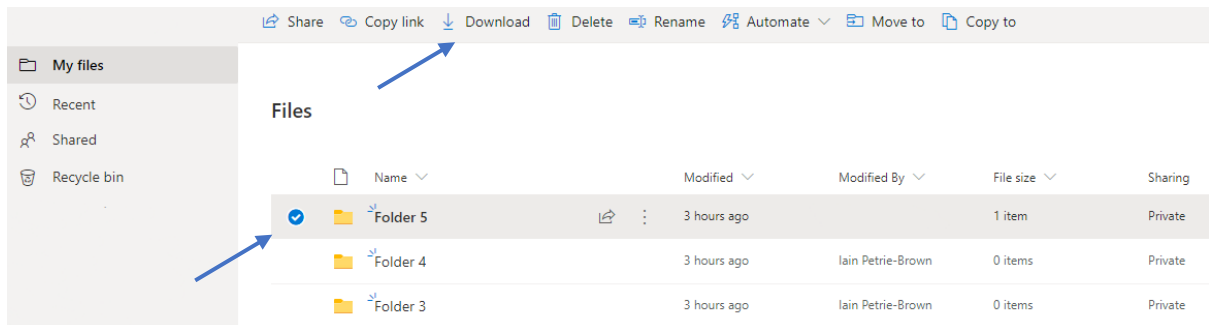 Share Copy link Download Delete Rename Automate Move to Copy to
My files
Recent
Shared
Recycle bin
Files
Name Modified Modified By File size Sharing
Folder 5 3 hours ago 1 item Private
Folder 4 3 hours ago Iain Petrie-Brown 0 items Private
Folder 3 3 hours ago Iain Petrie-Brown 0 items Private